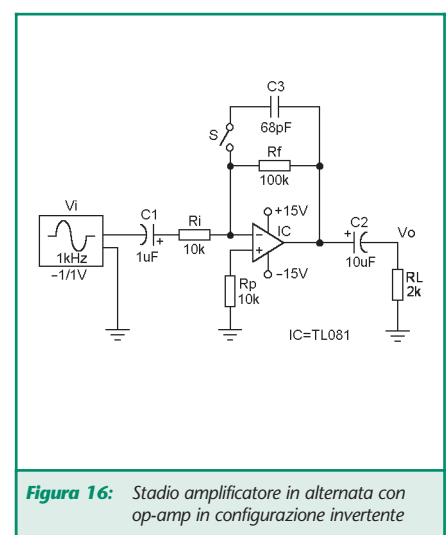 C3
68pF
S
Rf
100k
+15V
Vi
C1
Ri
IC
C2
Vo
1kHz
-1/1V
1uF
10k
10uF
-15V
Rp
10k
RL
2k
IC=TL081
Figura 16: Stadio amplificatore in alternata con
op-amp in configurazione invertente